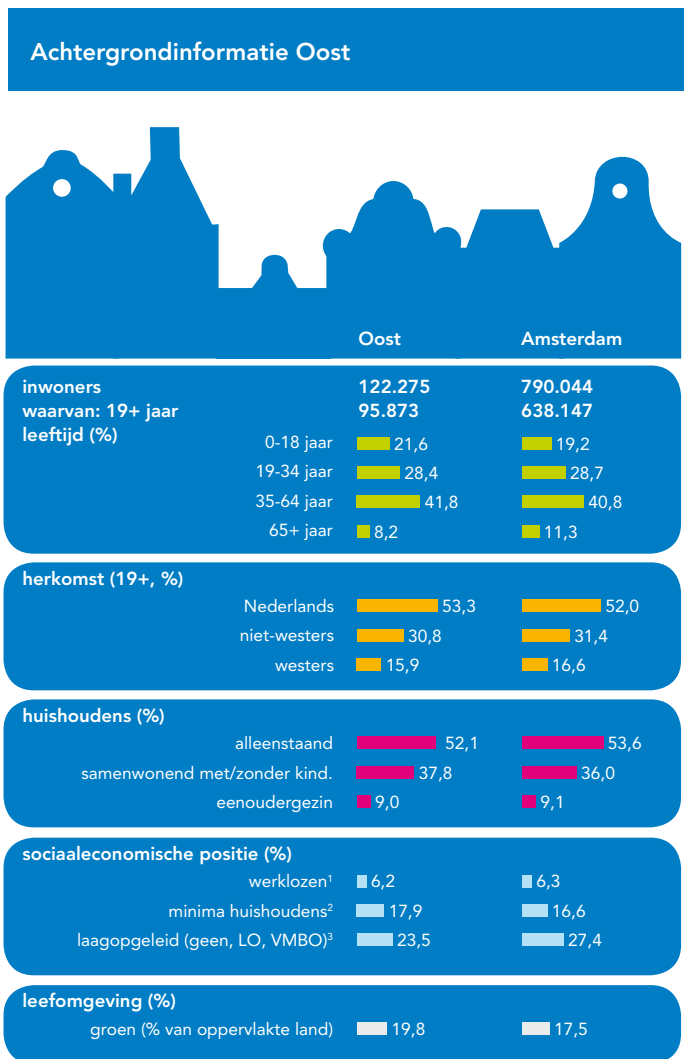 Achtergrondinformatie Oost
Oost Amsterdam
inwoners 122.275 790.044
waarvan: 19+ jaar 95.873 638.147
leeftijd (%)
0-18 jaar 21,6 19,2
19-34 jaar 28,4 28,7
35-64 jaar 41,8 40,8
65+ jaar 8,2 11,3
herkomst (19+, %)
Nederlands 53,3 52,0
niet-westers 30,8 31,4
westers 15,9 16,6
huishoudens (%)
alleenstaand 52,1 53,6
samenwonend met/zonder kind. 37,8 36,0
eenoudergezin 9,0 9,1
sociaaleconomische positie (%)
werklozen¹ 6,2 6,3
minima huishoudens² 17,9 16,6
laagopgeleid (geen, LO, VMBO)³ 23,5 27,4
leefomgeving (%)
groen (% van oppervlakte land) 19,8 17,5